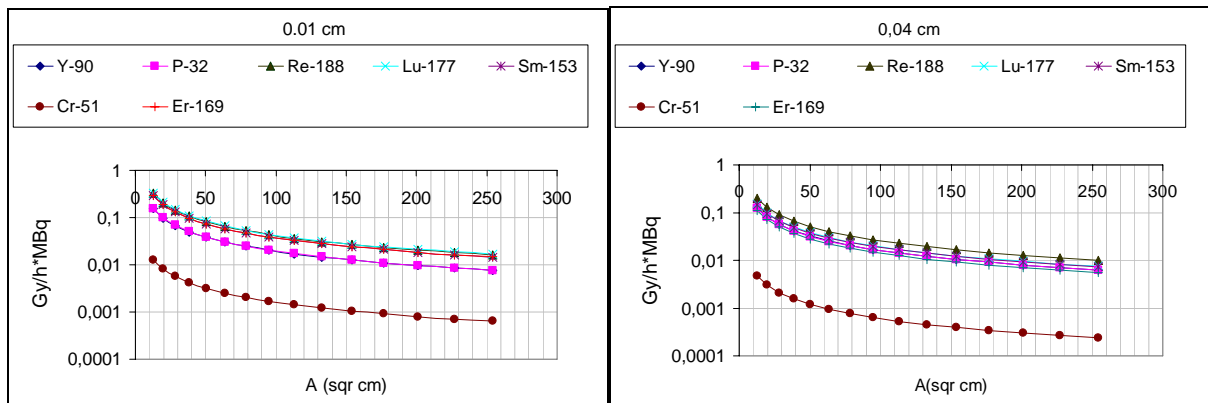 0.01 cm
Y-90 P-32 Re-188 Lu-177 Sm-153
Cr-51 Er-169
1
0,1
0,01
0,001
0,0001
0 50 100 150 200 250 300
Gy/h*MBq
A (sqr cm)
0,04 cm
Y-90 P-32 Re-188 Lu-177 Sm-153
Cr-51 Er-169
1
0,1
0,01
0,001
0,0001
0 50 100 150 200 250 300
Gy/h*MBq
A(sqr cm)